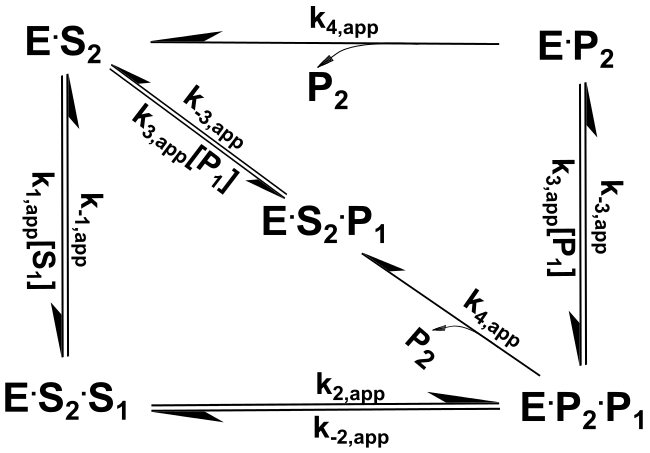 k4,app
E·S2
E·P2
P2
k-3,app
k3,app[P1]
k1,app[S1]
k-1,app
E·S2·P1
k3,app[P1]
k-3,app
k4,app
P2
E·S2·S1
k2,app
k-2,app
E·P2·P1